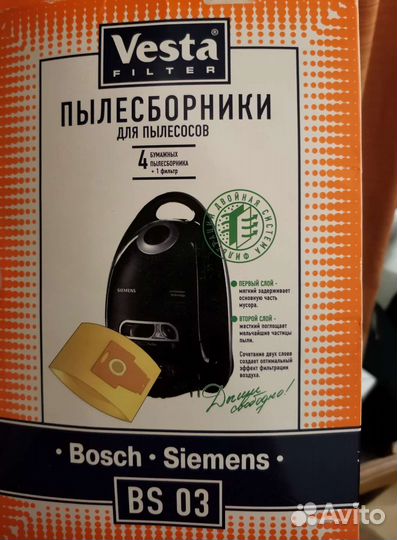 Vesta®
FILTER
ПЫЛЕСБОРНИКИ
ДЛЯ ПЫЛЕСОСОВ
4 БУМАЖНЫХ
ПЫЛЕСБОРНИКА
+ 1 фильтр
ДВОЙНАЯ СИСТЕМА
SIEMENS
ПЕРВЫЙ СЛОЙ -
мягкий задерживает
основную часть
мусора.
ВТОРОЙ СЛОЙ -
жесткий поглощает
мельчайшие частицы
пыли.
Сочетание двух слоев
создает оптимальный
эффект фильтрации
воздуха.
Дыши
свободно!
· Bosch · Siemens ·
BS 03
Avito